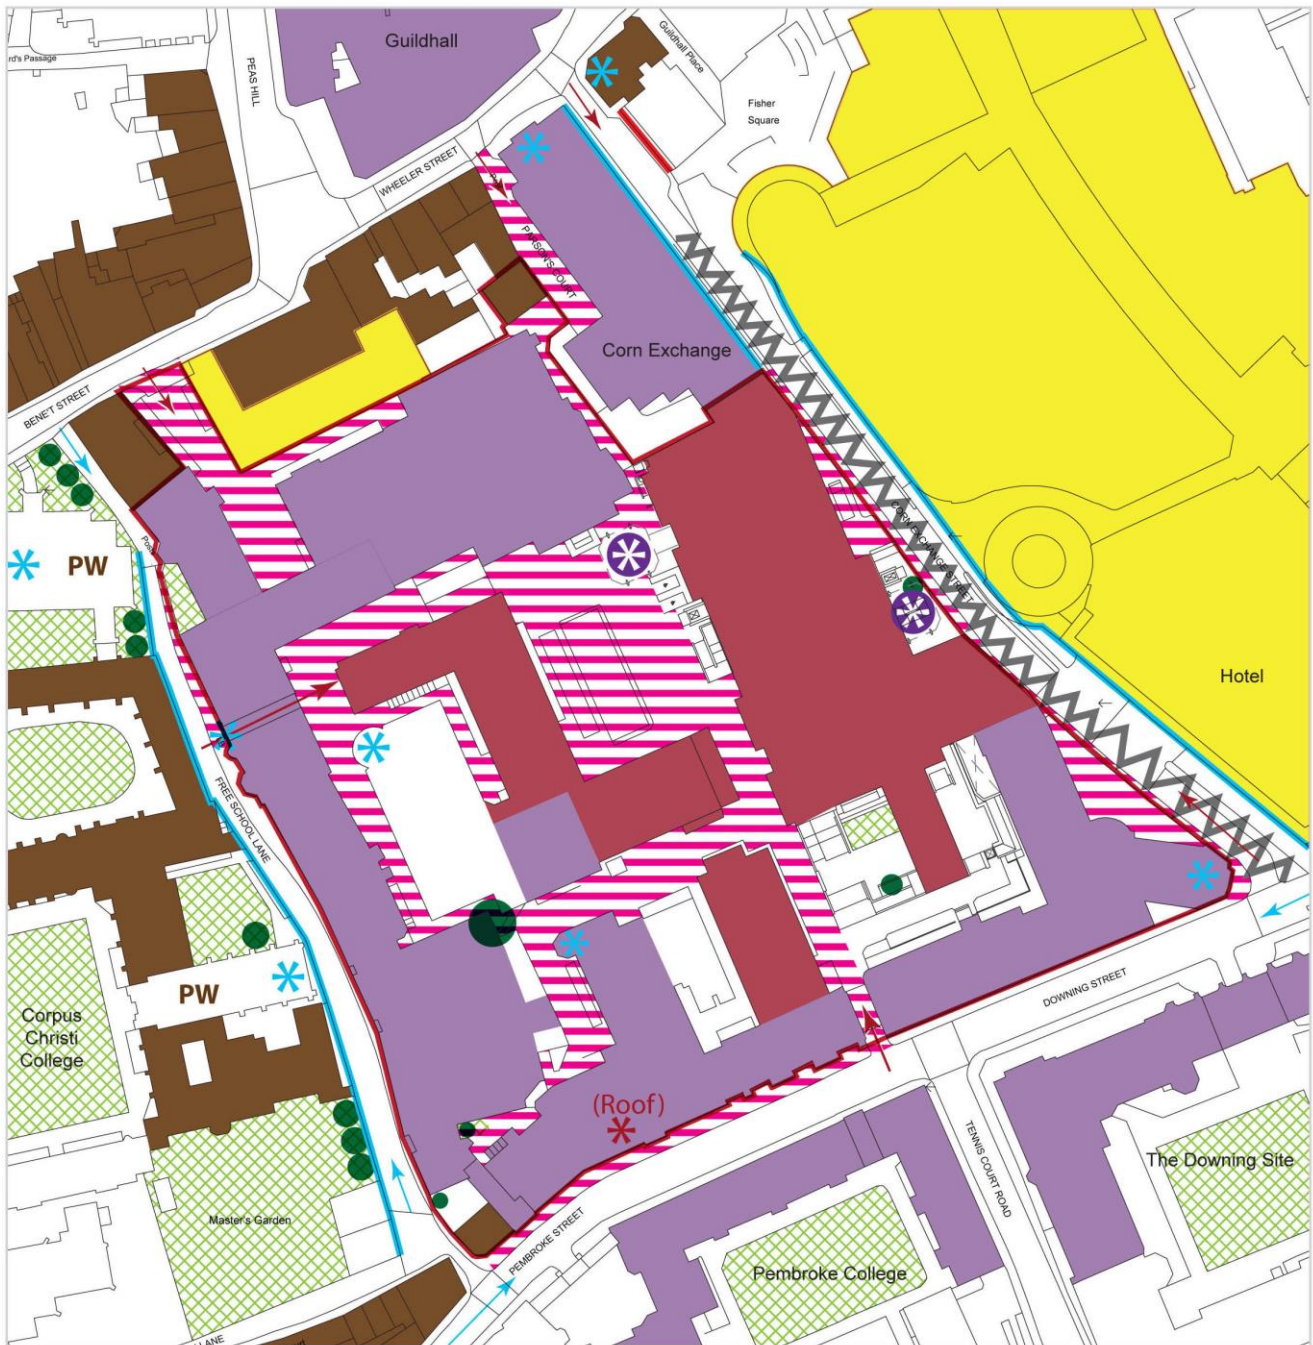 Guildhall
Guildhall Place
rd's Passage
PEAS HILL
Fisher
Square
WHEELER STREET
PARSON'S COURT
Corn Exchange
BENE'T STREET
CORN EXCHANGE STREET
PW
Hotel
FREE SCHOOL LANE
PW
Corpus
Christi
College
DOWNING STREET
(Roof)
TENNIS COURT ROAD
The Downing Site
Master's Garden
PEMBROKE STREET
Pembroke College
LANE